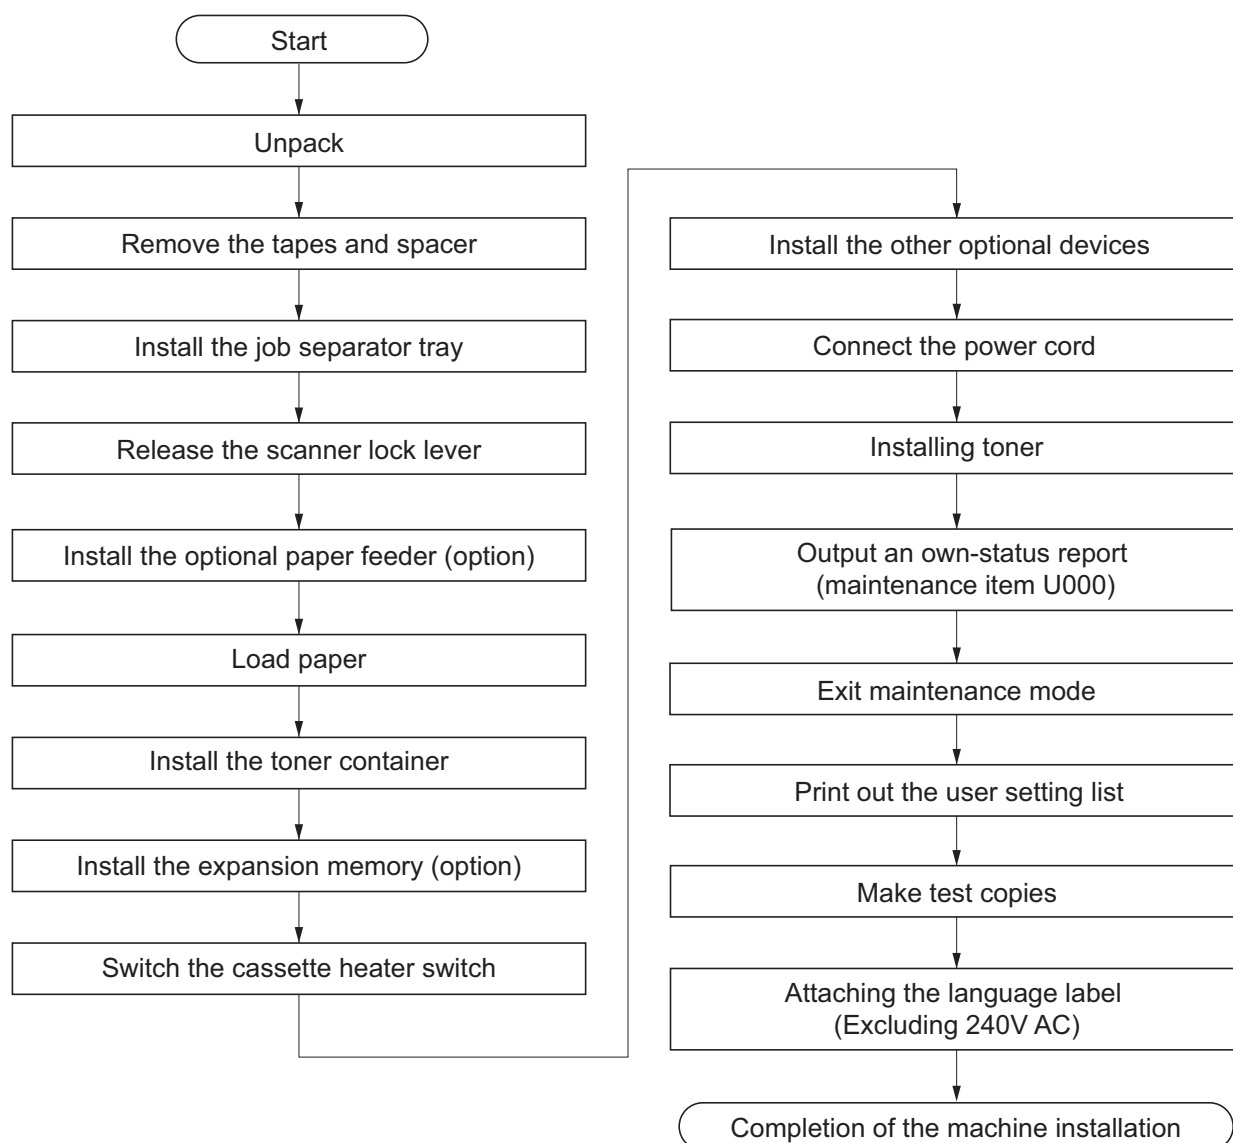 Start
Unpack
Remove the tapes and spacer
Install the job separator tray
Release the scanner lock lever
Install the optional paper feeder (option)
Load paper
Install the toner container
Install the expansion memory (option)
Switch the cassette heater switch
Install the other optional devices
Connect the power cord
Installing toner
Output an own-status report
(maintenance item U000)
Exit maintenance mode
Print out the user setting list
Make test copies
Attaching the language label
(Excluding 240V AC)
Completion of the machine installation